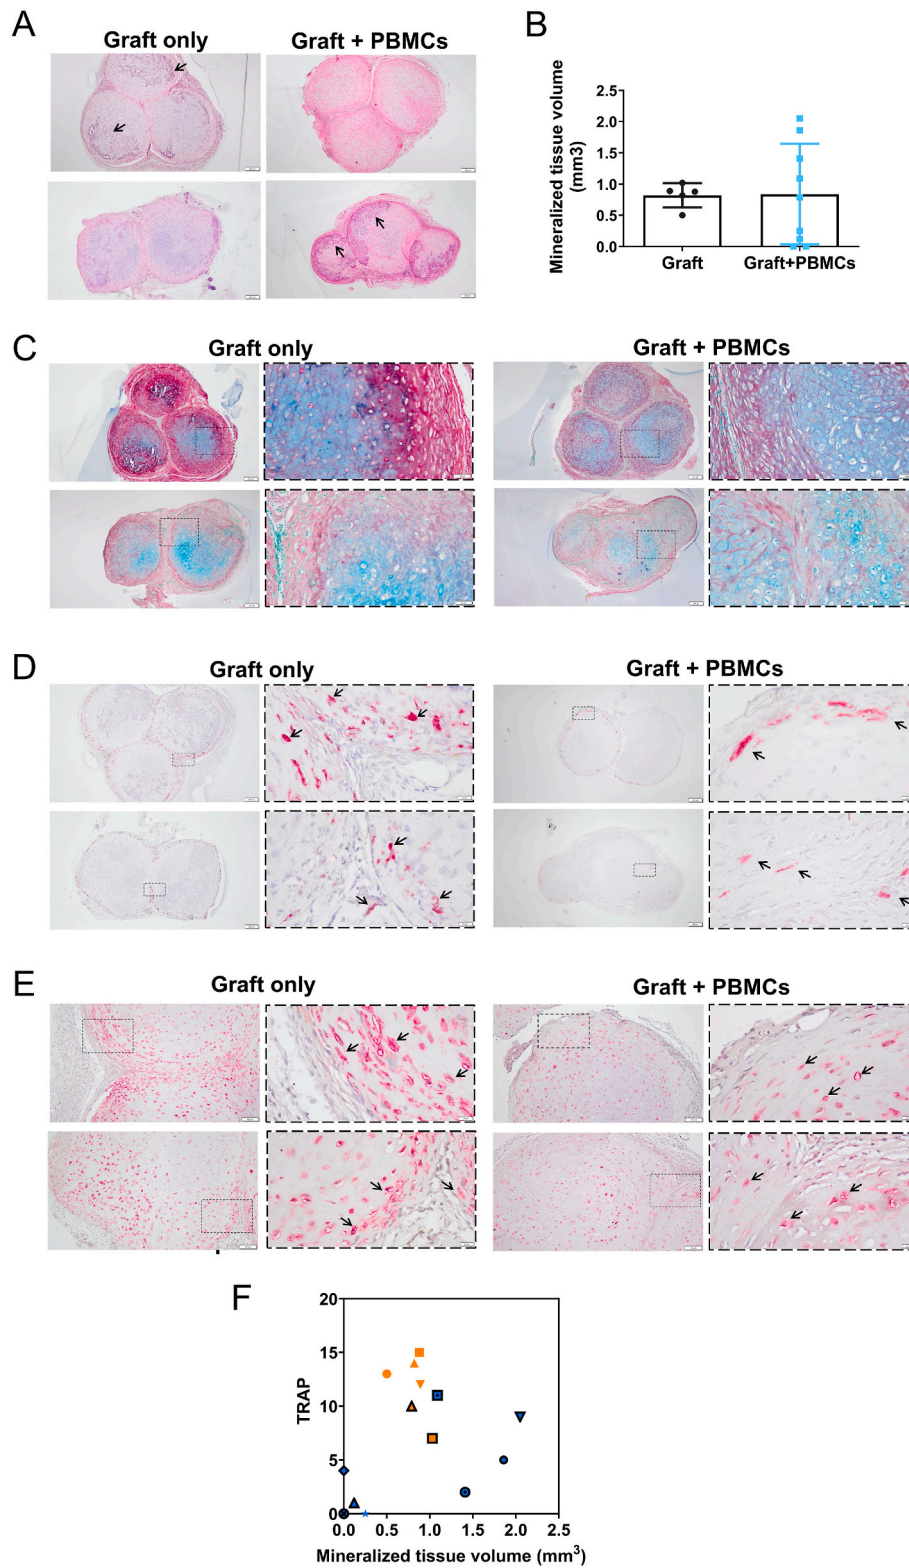 A
Graft only
Graft + PBMCs
B
Mineralized tissue volume
(mm3)
2.5
2.0
1.5
1.0
0.5
0.0
Graft
Graft+PBMCs
C
Graft only
Graft + PBMCs
D
Graft only
Graft + PBMCs
E
Graft only
Graft + PBMCs
F
TRAP
20
15
10
5
0
0.0
0.5
1.0
1.5
2.0
2.5
Mineralized tissue volume (mm³)